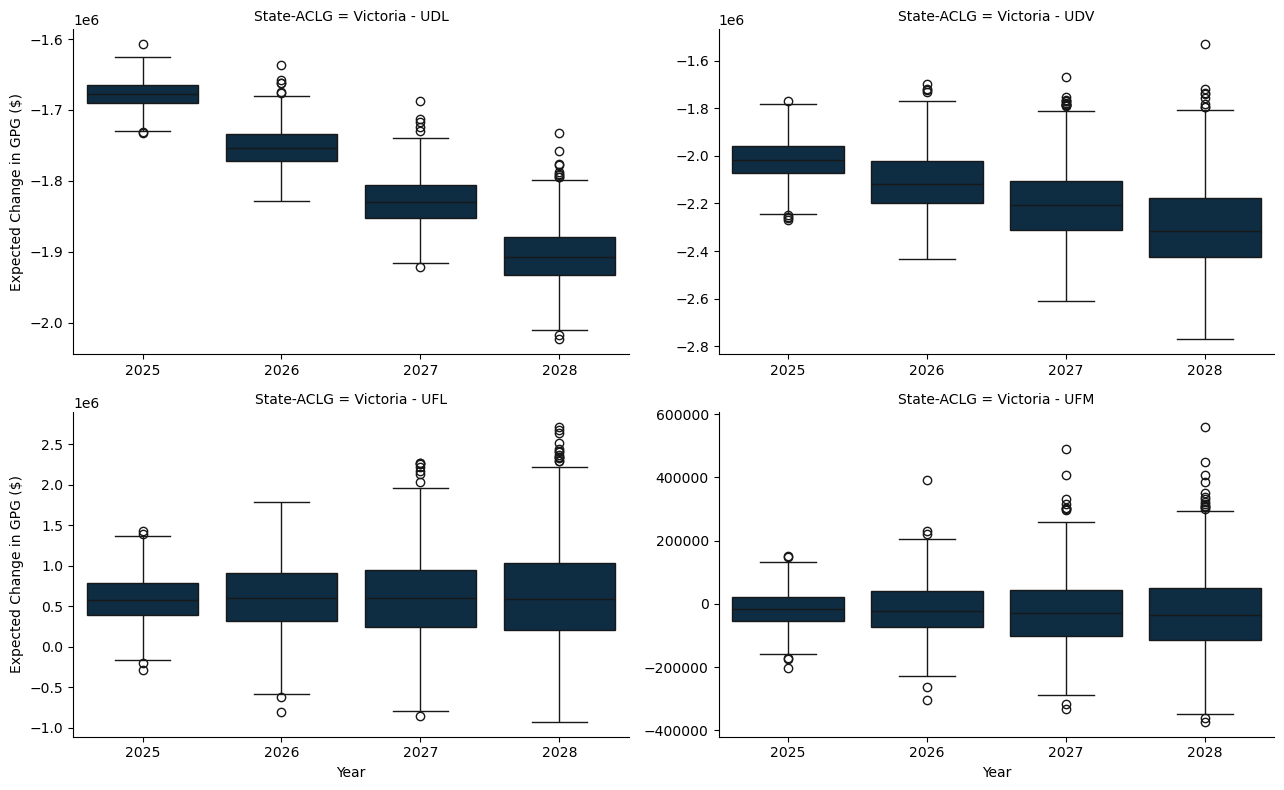 State-ACLG = Victoria - UDL
1e6
−1.6
−1.7
−1.8
−1.9
−2.0
Expected Change in GPG ($)
2025 2026 2027 2028
State-ACLG = Victoria - UDV
1e6
−1.6
−1.8
−2.0
−2.2
−2.4
−2.6
−2.8
2025 2026 2027 2028
State-ACLG = Victoria - UFL
1e6
2.5
2.0
1.5
1.0
0.5
0.0
−0.5
−1.0
Expected Change in GPG ($)
2025 2026 2027 2028
Year
State-ACLG = Victoria - UFM
600000
400000
200000
0
−200000
−400000
2025 2026 2027 2028
Year